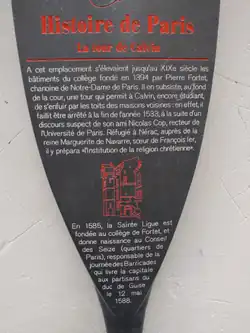 Histoire de Paris
La tour de Calvin
A cet emplacement s'élevaient jusqu'au XIXe siècle les
bâtiments du collège fondé en 1394 par Pierre Fortet,
chanoine de Notre-Dame de Paris. Il en subsiste, au fond
de la cour, une tour qui permit à Calvin, encore étudiant,
de s'enfuir par les toits des maisons voisines : en effet, il
faillit être arrêté à la fin de l'année 1533, à la suite d'un
discours suspect de son ami Nicolas Cop, recteur de
l'Université de Paris. Réfugié à Nérac, auprès de la
reine Marguerite de Navarre, sœur de François Ier,
il y prépara «l'Institution de la religion chrétienne».
En 1585, la Sainte Ligue est
fondée au collège de Fortet, et
donne naissance au Conseil
des Seize (quartiers de
Paris), responsable de la
journée des Barricades
qui livre la capitale
aux partisans du
duc de Guise
le 12 mai
1588.